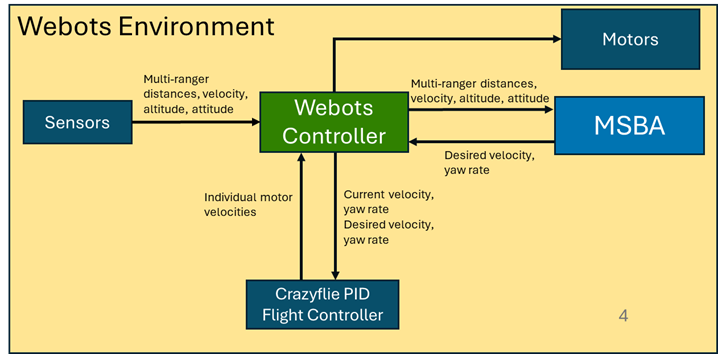 Webots Environment
Motors
Multi-ranger
distances, velocity,
altitude, attitude
Sensors
Webots
Controller
Multi-ranger distances,
velocity, altitude, attitude
MSBA
Desired velocity,
yaw rate
Individual motor
velocities
Current velocity,
yaw rate
Desired velocity,
yaw rate
Crazyflie PID
Flight Controller
4